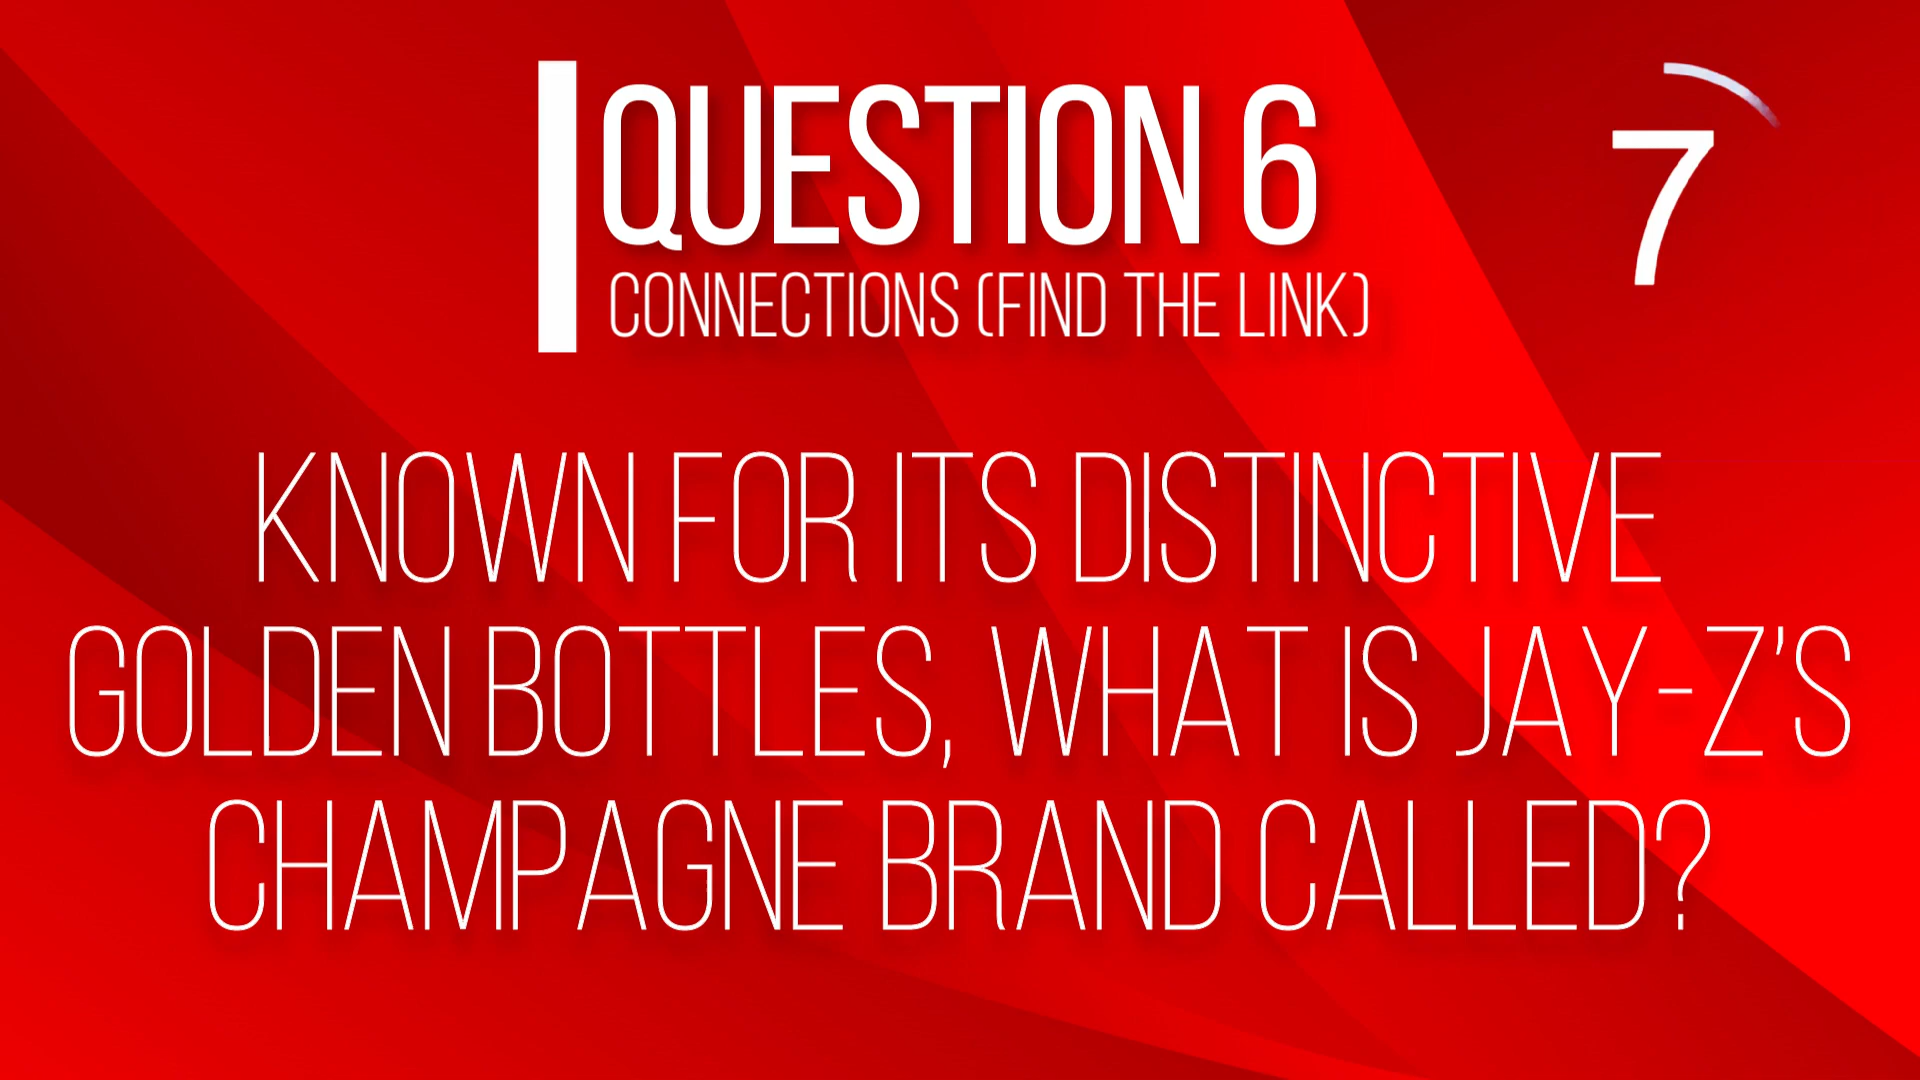 QUESTION 6
7
CONNECTIONS (FIND THE LINK)
KNOWN FOR ITS DISTINCTIVE
GOLDEN BOTTLES, WHAT IS JAY-Z'S
CHAMPAGNE BRAND CALLED?